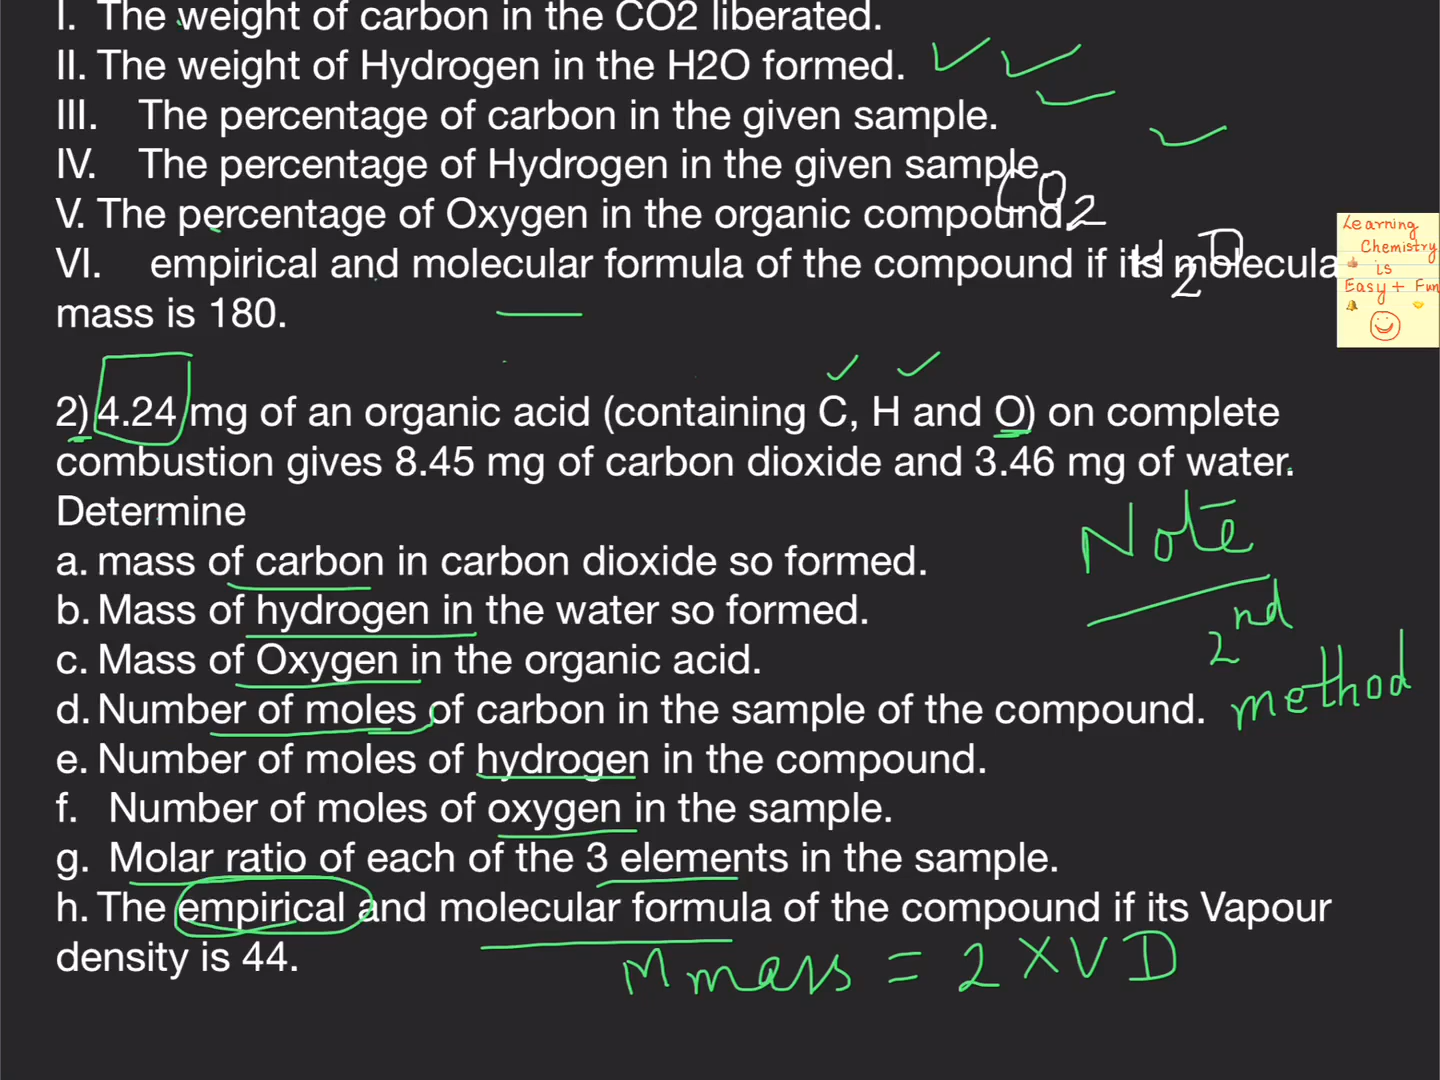 I. The weight of carbon in the CO2 liberated.
II. The weight of Hydrogen in the H2O formed.
III. The percentage of carbon in the given sample.
IV. The percentage of Hydrogen in the given sample.
CO2
V. The percentage of Oxygen in the organic compound.
H2O
VI. empirical and molecular formula of the compound if its molecula
mass is 180.
Learning
Chemistry
is
Easy + Fun
2) 4.24 mg of an organic acid (containing C, H and O) on complete
combustion gives 8.45 mg of carbon dioxide and 3.46 mg of water.
Determine
Note
a. mass of carbon in carbon dioxide so formed.
b. Mass of hydrogen in the water so formed.
2nd
c. Mass of Oxygen in the organic acid.
method
d. Number of moles of carbon in the sample of the compound.
e. Number of moles of hydrogen in the compound.
f. Number of moles of oxygen in the sample.
g. Molar ratio of each of the 3 elements in the sample.
h. The empirical and molecular formula of the compound if its Vapour
density is 44.
M mass = 2 X V D